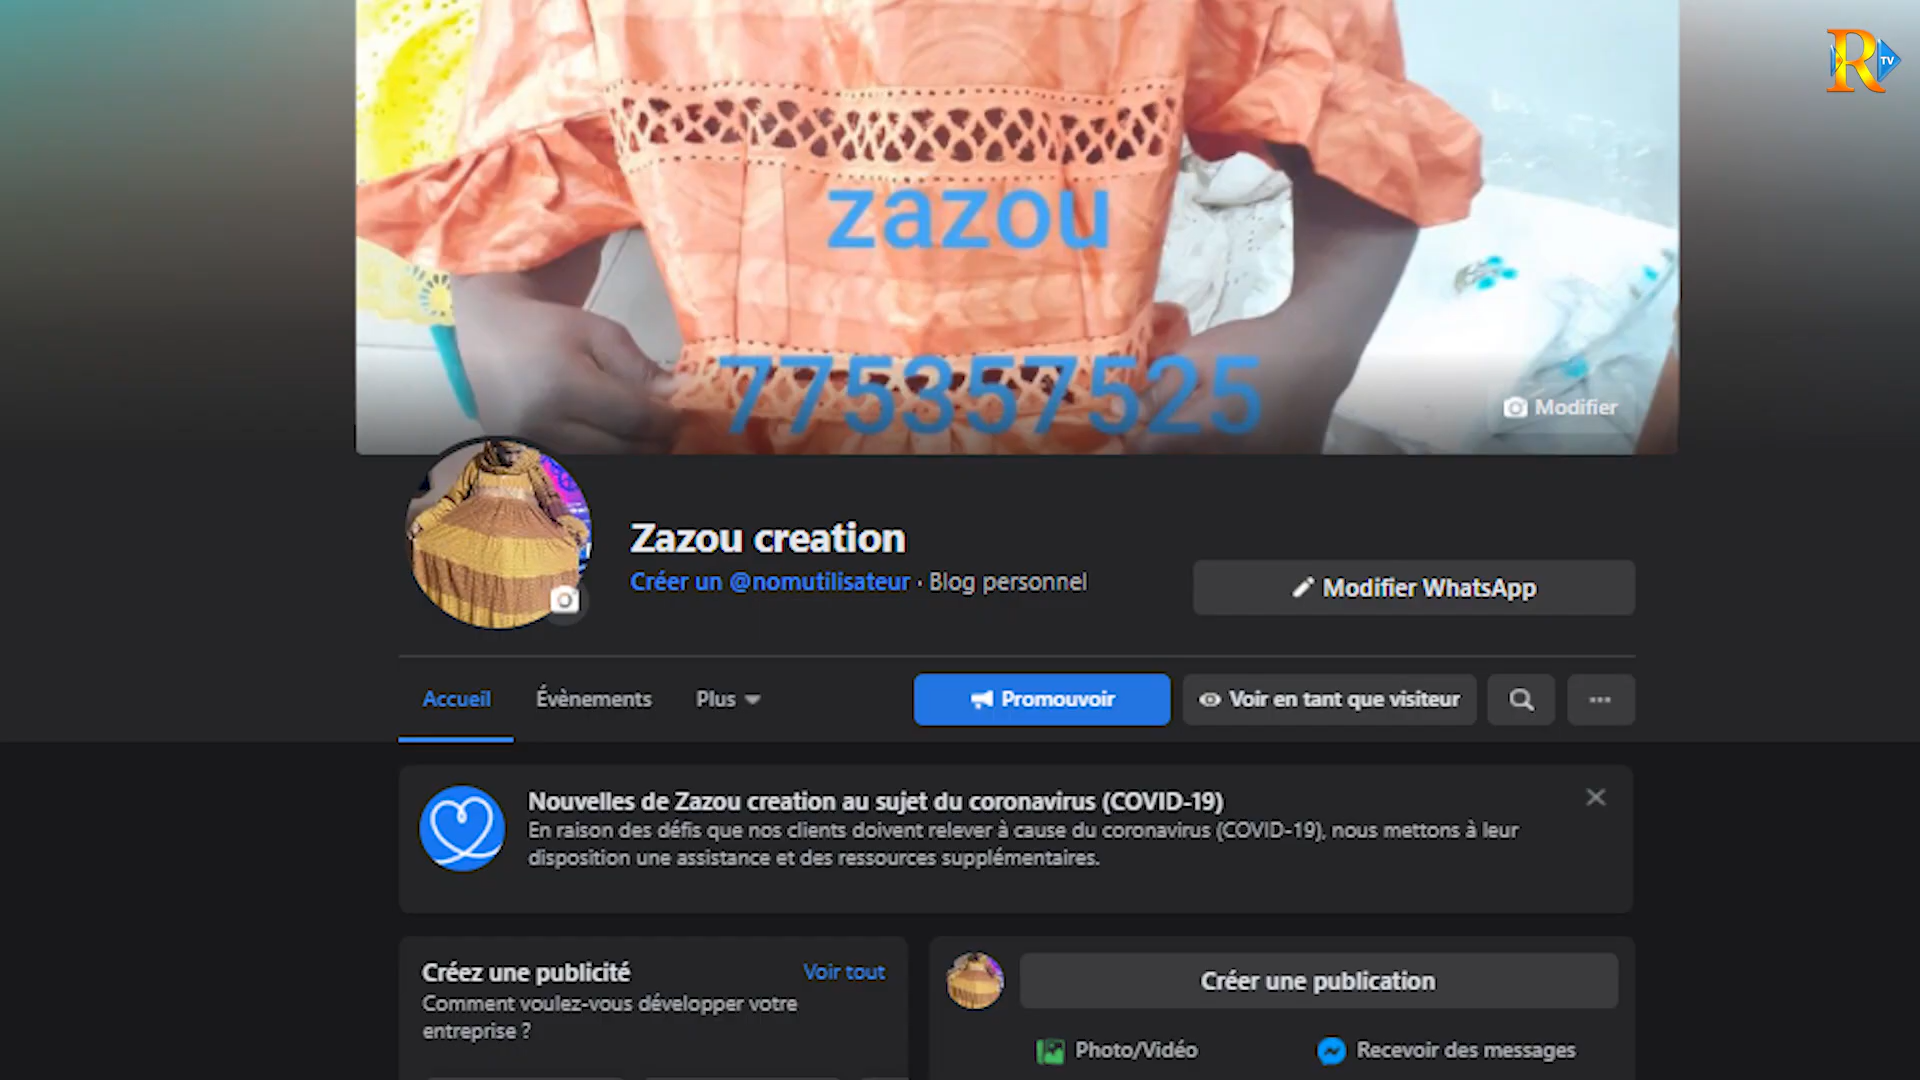 R TV
zazou
775357525
Modifier
Zazou creation
Créer un @nomutilisateur · Blog personnel
Modifier WhatsApp
Accueil
Évènements
Plus
Promouvoir
Voir en tant que visiteur
Nouvelles de Zazou creation au sujet du coronavirus (COVID-19)
En raison des défis que nos clients doivent relever à cause du coronavirus (COVID-19), nous mettons à leur
disposition une assistance et des ressources supplémentaires.
Créez une publicité
Voir tout
Comment voulez-vous développer votre
entreprise ?
Créer une publication
Photo/Vidéo
Recevoir des messages